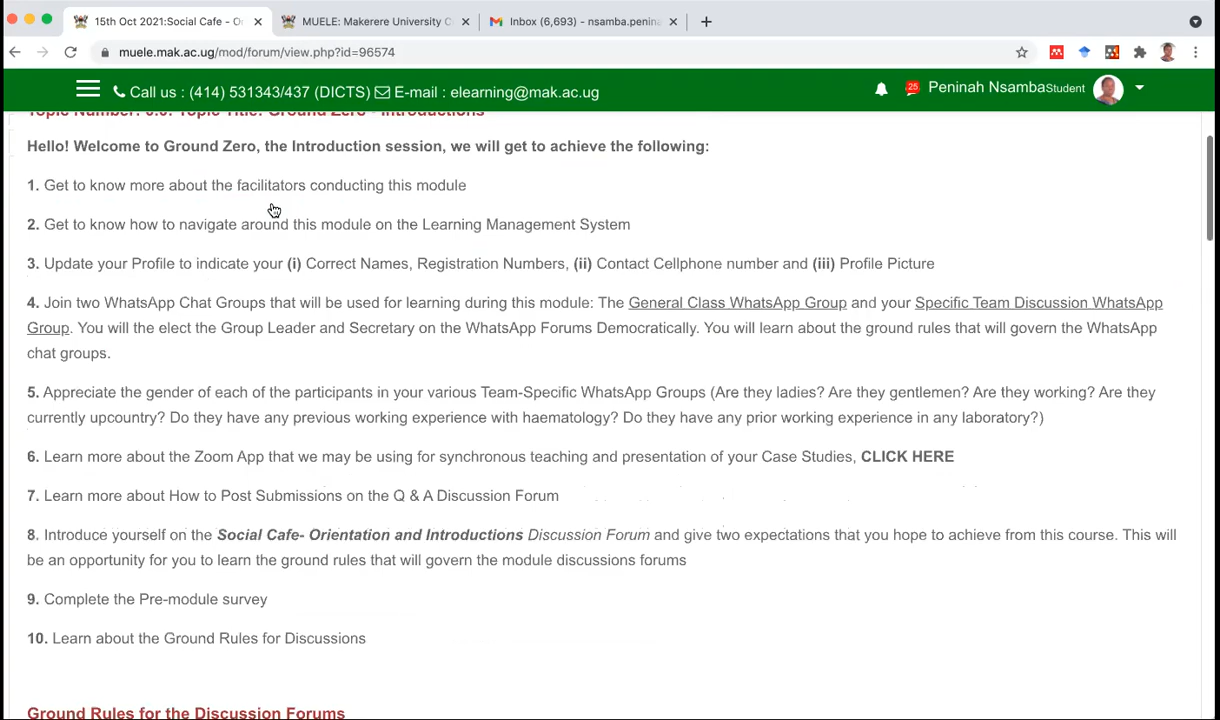 15th Oct 2021:Social Cafe - O
MUELE: Makerere University C
Inbox (6,693) - nsamba.penina
muele.mak.ac.ug/mod/forum/view.php?id=96574
Call us : (414) 531343/437 (DICTS) E-mail : elearning@mak.ac.ug
25
Peninah NsambaStudent
Topic Number: 0.0: Topic Title: Ground Zero - Introductions
Hello! Welcome to Ground Zero, the Introduction session, we will get to achieve the following:
1. Get to know more about the facilitators conducting this module
2. Get to know how to navigate around this module on the Learning Management System
3. Update your Profile to indicate your (i) Correct Names, Registration Numbers, (ii) Contact Cellphone number and (iii) Profile Picture
4. Join two WhatsApp Chat Groups that will be used for learning during this module: The General Class WhatsApp Group and your Specific Team Discussion WhatsApp
Group. You will the elect the Group Leader and Secretary on the WhatsApp Forums Democratically. You will learn about the ground rules that will govern the WhatsApp
chat groups.
5. Appreciate the gender of each of the participants in your various Team-Specific WhatsApp Groups (Are they ladies? Are they gentlemen? Are they working? Are they
currently upcountry? Do they have any previous working experience with haematology? Do they have any prior working experience in any laboratory?)
6. Learn more about the Zoom App that we may be using for synchronous teaching and presentation of your Case Studies, CLICK HERE
7. Learn more about How to Post Submissions on the Q & A Discussion Forum
8. Introduce yourself on the Social Cafe- Orientation and Introductions Discussion Forum and give two expectations that you hope to achieve from this course. This will
be an opportunity for you to learn the ground rules that will govern the module discussions forums
9. Complete the Pre-module survey
10. Learn about the Ground Rules for Discussions
Ground Rules for the Discussion Forums